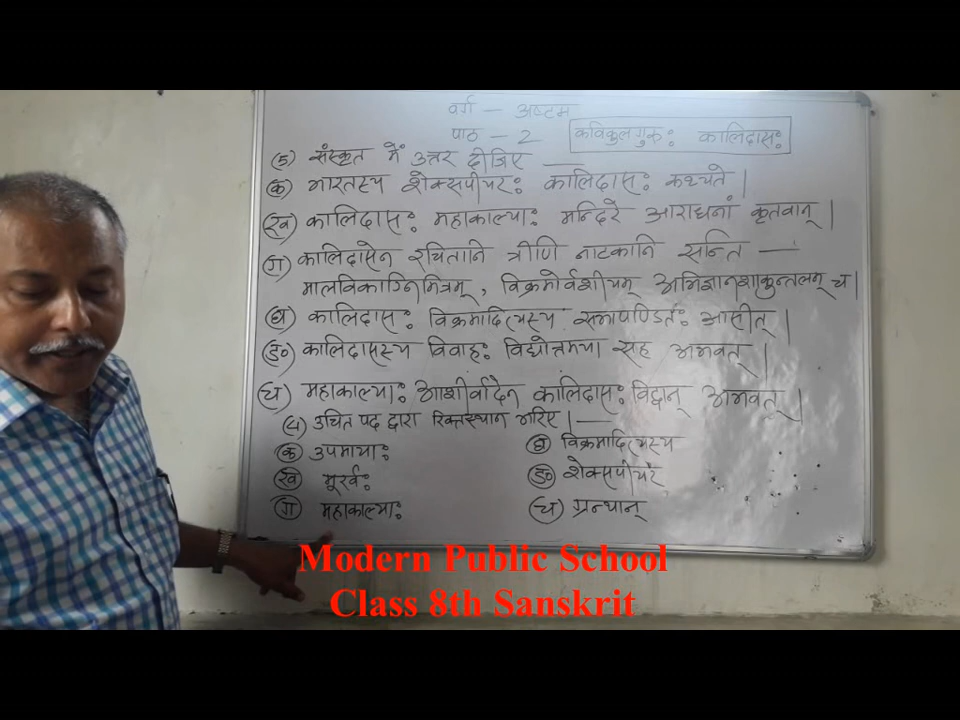 वर्ग — अष्टम
पाठ — 2 कविकुलगुरुः कालिदासः
(5) संस्कृत में उत्तर दीजिए —
(क) भारतस्य शेक्सपीयरः कालिदासः कथ्यते।
(ख) कालिदासः महाकाल्याः मन्दिरे आराधनां कृतवान्।
(ग) कालिदासेन रचितानि त्रीणि नाटकानि सन्ति —
मालविकाग्निमित्रम्, विक्रमोर्वशीयम् अभिज्ञानशाकुन्तलम् च।
(घ) कालिदासः विक्रमादित्यस्य सभापण्डितः आसीत्।
(ङ) कालिदासस्य विवाहः विद्योत्तमया सह अभवत्।
(च) महाकाल्याः आशीर्वादेन कालिदासः विद्वान् अभवत्।
(4) उचित पद द्वारा रिक्तस्थान भरिए।—
(क) उपमायाः (घ) विक्रमादित्यस्य
(ख) मूर्खः (ङ) शेक्सपीयर
(ग) महाकाल्याः (च) ग्रन्थान्
Modern Public School
Class 8th Sanskrit